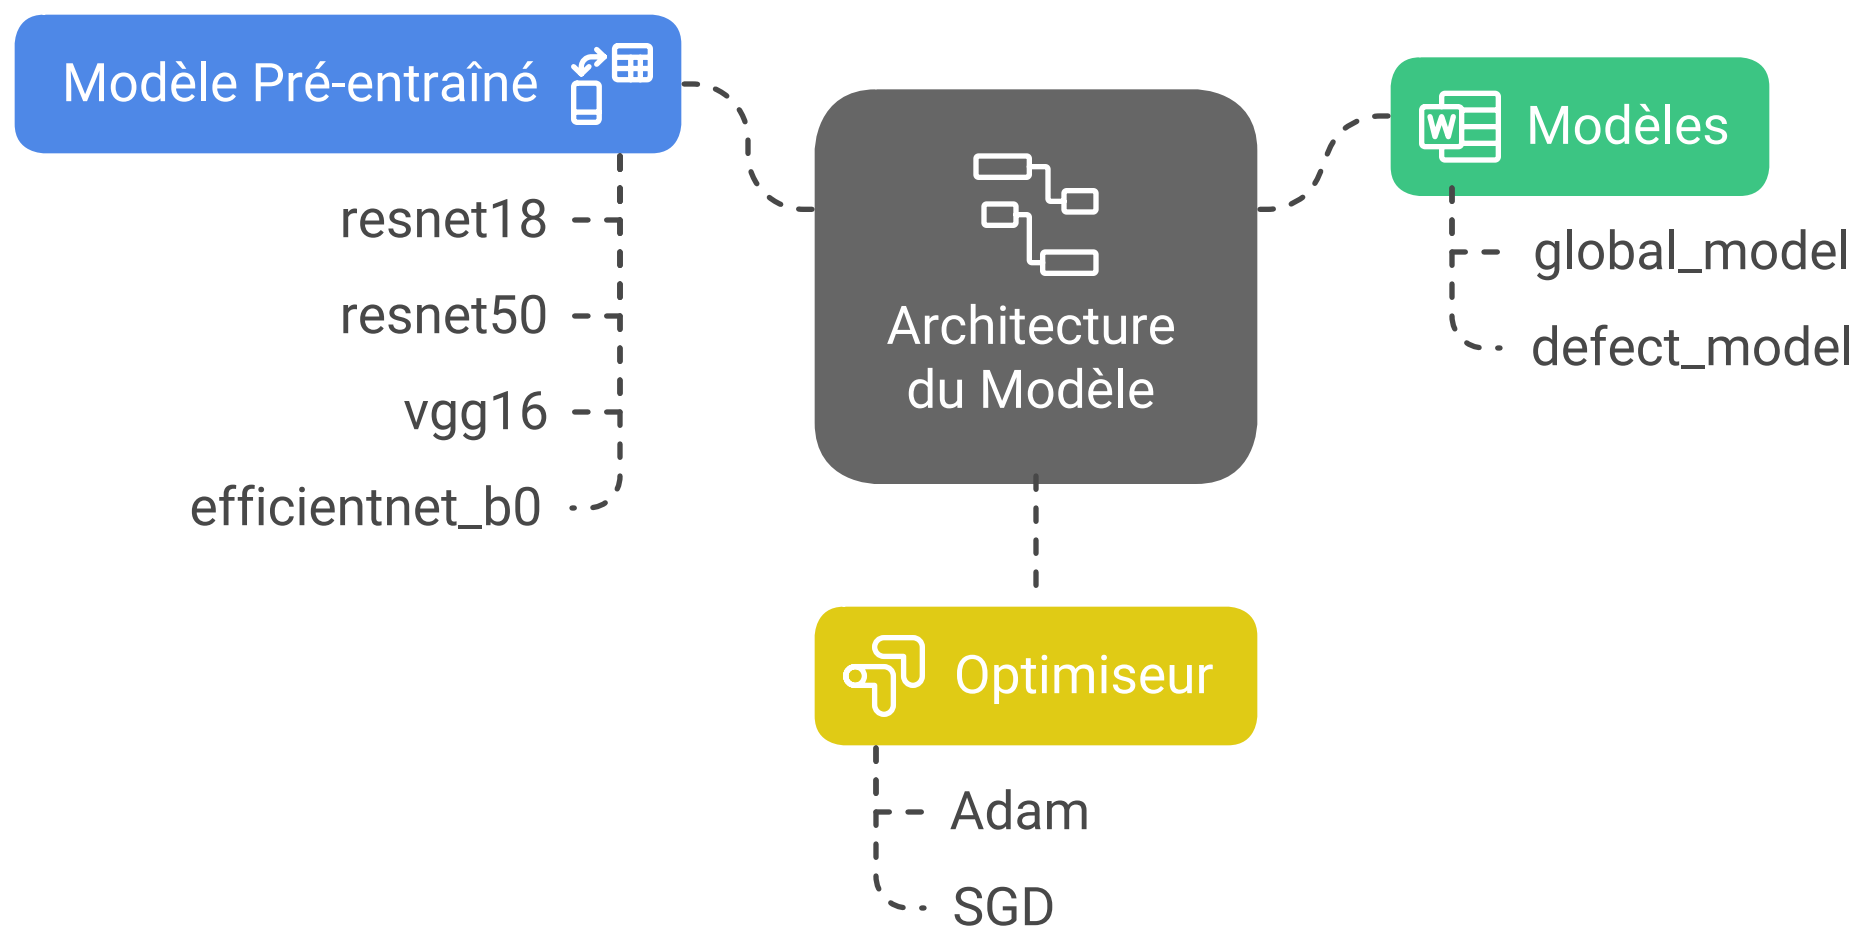 Modèle Pré-entraîné
resnet18
resnet50
vgg16
efficientnet_b0
Architecture
du Modèle
W
Modèles
global_model
defect_model
Optimiseur
Adam
SGD